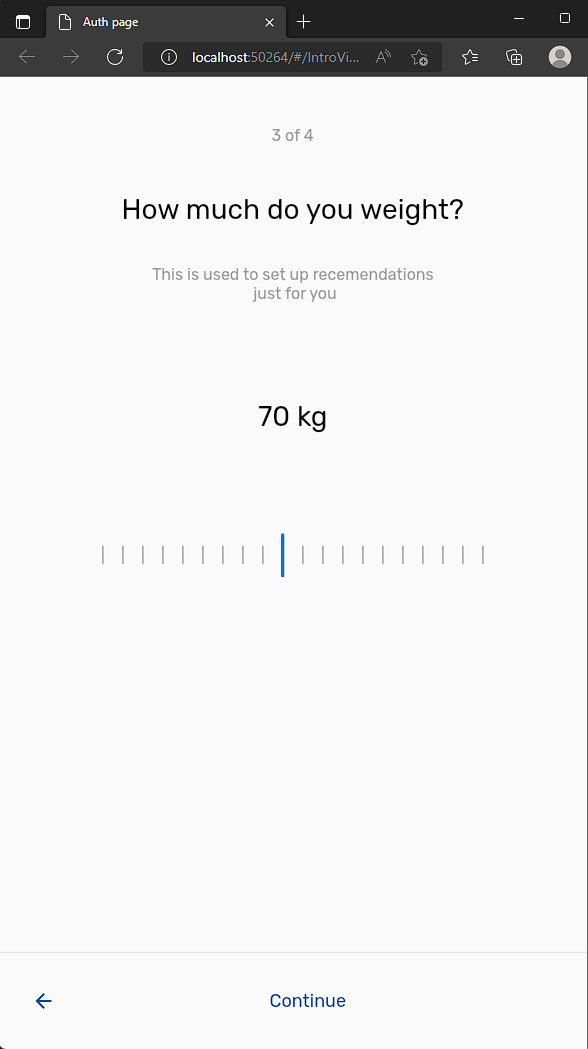 Auth page
localhost:50264/#/IntroVi...
3 of 4
How much do you weight?
This is used to set up recemendations
just for you
70 kg
Continue